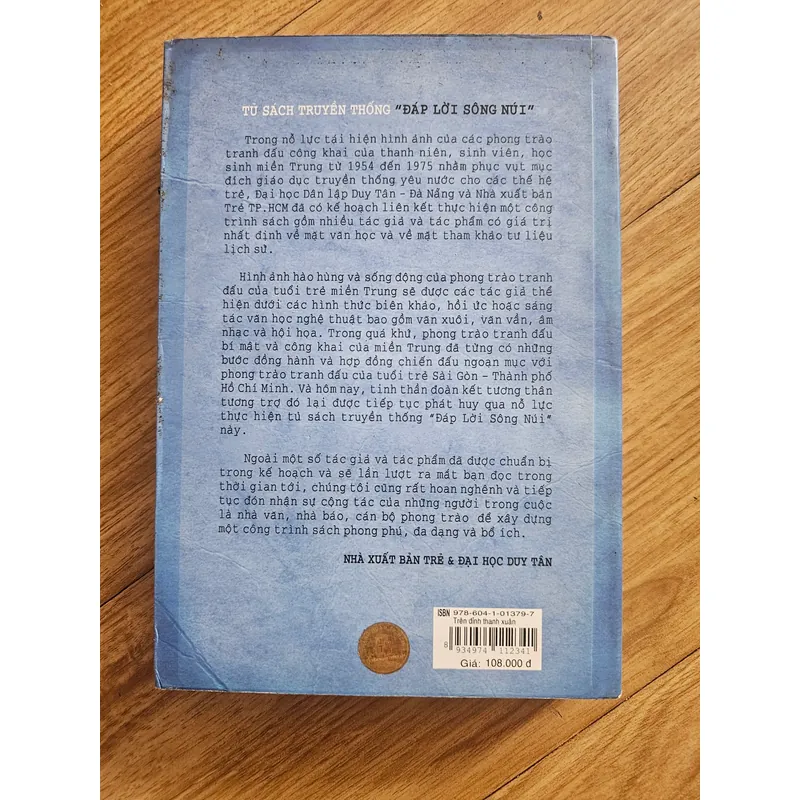 TỦ SÁCH TRUYỀN THỐNG "ĐÁP LỜI SÔNG NÚI"
Trong nỗ lực tái hiện hình ảnh của các phong trào
tranh đấu công khai của thanh niên, sinh viên, học
sinh miền Trung từ 1954 đến 1975 nhằm phục vụt mục
đích giáo dục truyền thống yêu nước cho các thế hệ
trẻ, Đại học Dân lập Duy Tân - Đà Nẵng và Nhà xuất bản
Trẻ TP.HCM đã có kế hoạch liên kết thực hiện một công
trình sách gồm nhiều tác giả và tác phẩm có giá trị
nhất định về mặt văn học và về mặt tham khảo tư liệu
lịch sử.
Hình ảnh hào hùng và sống động của phong trào tranh
đấu của tuổi trẻ miền Trung sẽ được các tác giả thể
hiện dưới các hình thức biên khảo, hồi ức hoặc sáng
tác văn học nghệ thuật bao gồm văn xuôi, văn vần, âm
nhạc và hội họa. Trong quá khứ, phong trào tranh đấu
bí mật và công khai của miền Trung đã từng có những
bước đồng hành và hợp đồng chiến đấu ngoạn mục với
phong trào tranh đấu của tuổi trẻ Sài Gòn - Thành phố
Hồ Chí Minh. Và hôm nay, tinh thần đoàn kết tương thân
tương trợ đó lại được tiếp tục phát huy qua nỗ lực
thực hiện tủ sách truyền thống "Đáp Lời Sông Núi"
này.
Ngoài một số tác giả và tác phẩm đã được chuẩn bị
trong kế hoạch và sẽ lần lượt ra mắt bạn đọc trong
thời gian tới, chúng tôi cũng rất hoan nghênh và tiếp
tục đón nhận sự cộng tác của những người trong cuộc
là nhà văn, nhà báo, cán bộ phong trào để xây dựng
một công trình sách phong phú, đa dạng và bổ ích.
NHÀ XUẤT BẢN TRẺ & ĐẠI HỌC DUY TÂN
ISBN 978-604-1-01379-7
Trên đỉnh thanh xuân
8 934974 112341
Giá: 108.000 đ